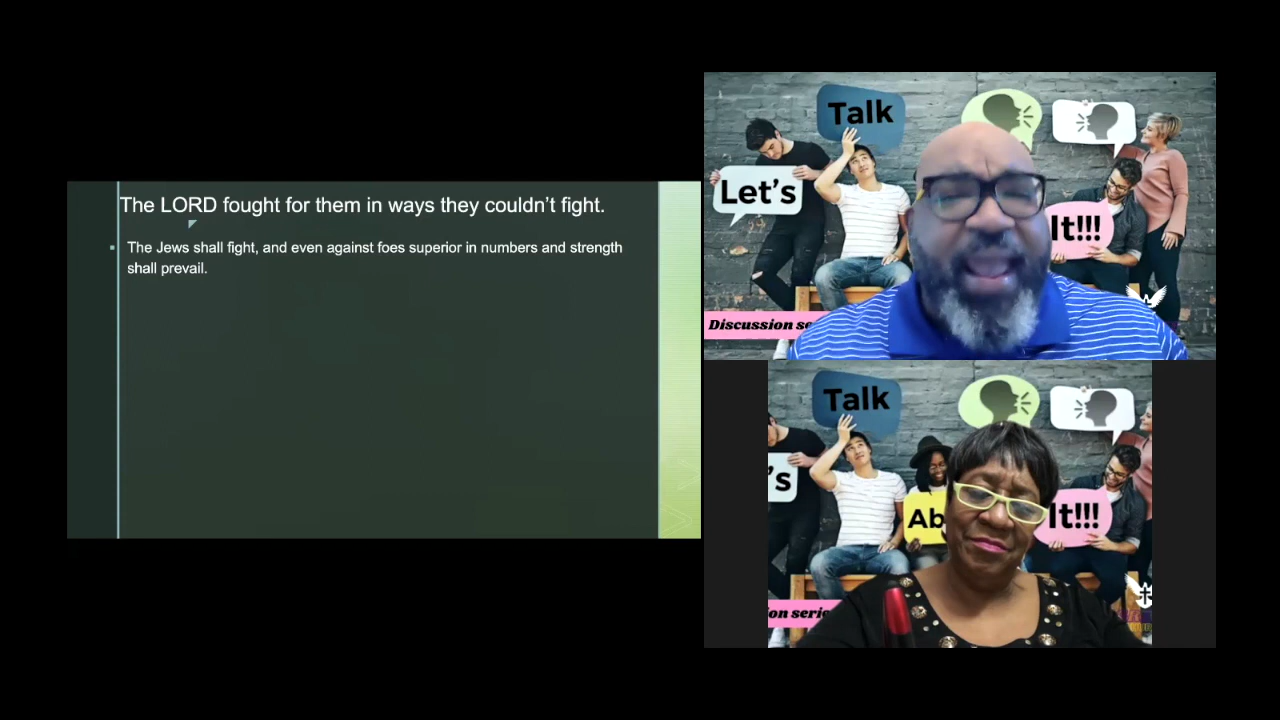 The LORD fought for them in ways they couldn't fight.
The Jews shall fight, and even against foes superior in numbers and strength
shall prevail.
Talk
Let's
It!!!
Discussion se
Talk
's
Ab
It!!!
on serie